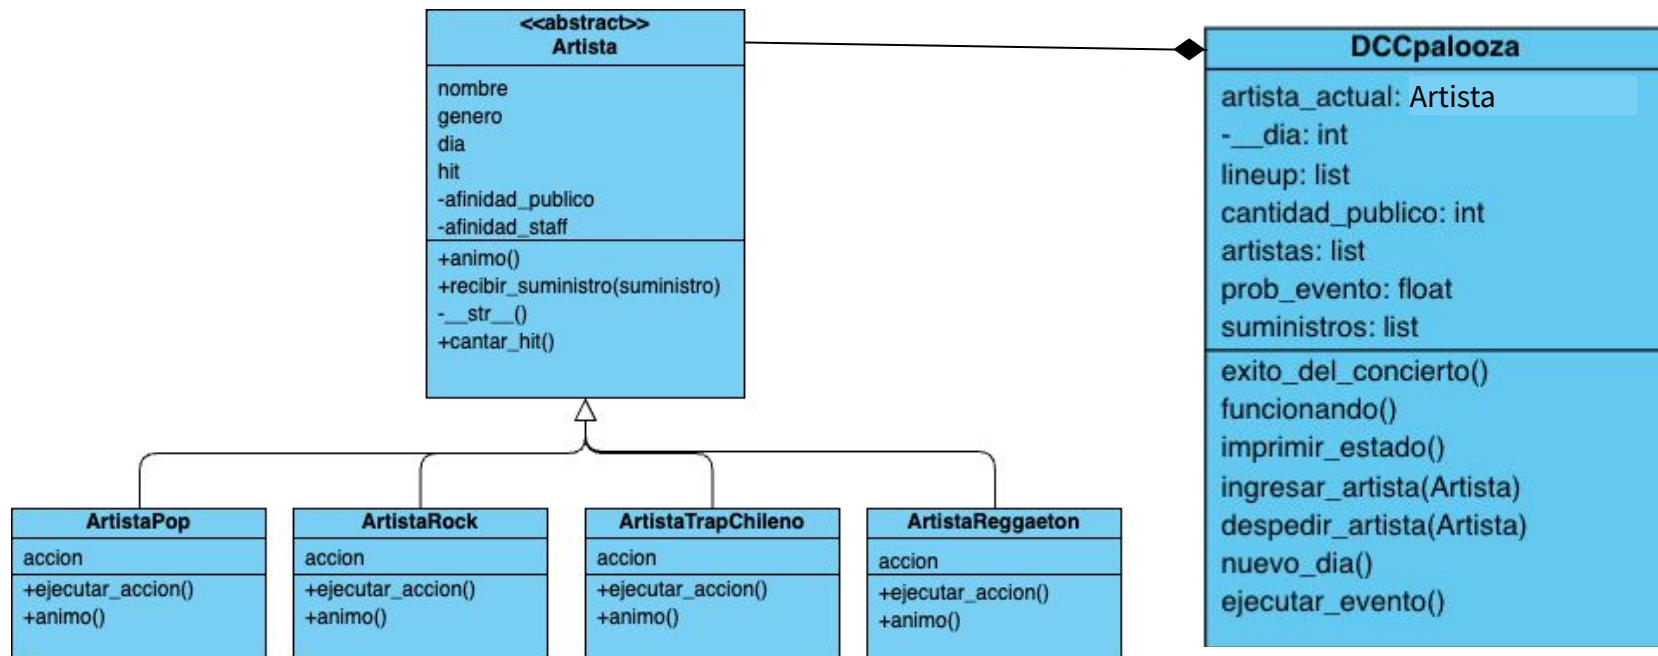 <<abstract>>
Artista
nombre
genero
dia
hit
-afinidad_publico
-afinidad_staff
+animo()
+recibir_suministro(suministro)
-__str__()
+cantar_hit()
DCCpalooza
artista_actual: Artista
-__dia: int
lineup: list
cantidad_publico: int
artistas: list
prob_evento: float
suministros: list
exito_del_concierto()
funcionando()
imprimir_estado()
ingresar_artista(Artista)
despedir_artista(Artista)
nuevo_dia()
ejecutar_evento()
ArtistaPop
accion
+ejecutar_accion()
+animo()
ArtistaRock
accion
+ejecutar_accion()
+animo()
ArtistaTrapChileno
accion
+ejecutar_accion()
+animo()
ArtistaReggaeton
accion
+ejecutar_accion()
+animo()